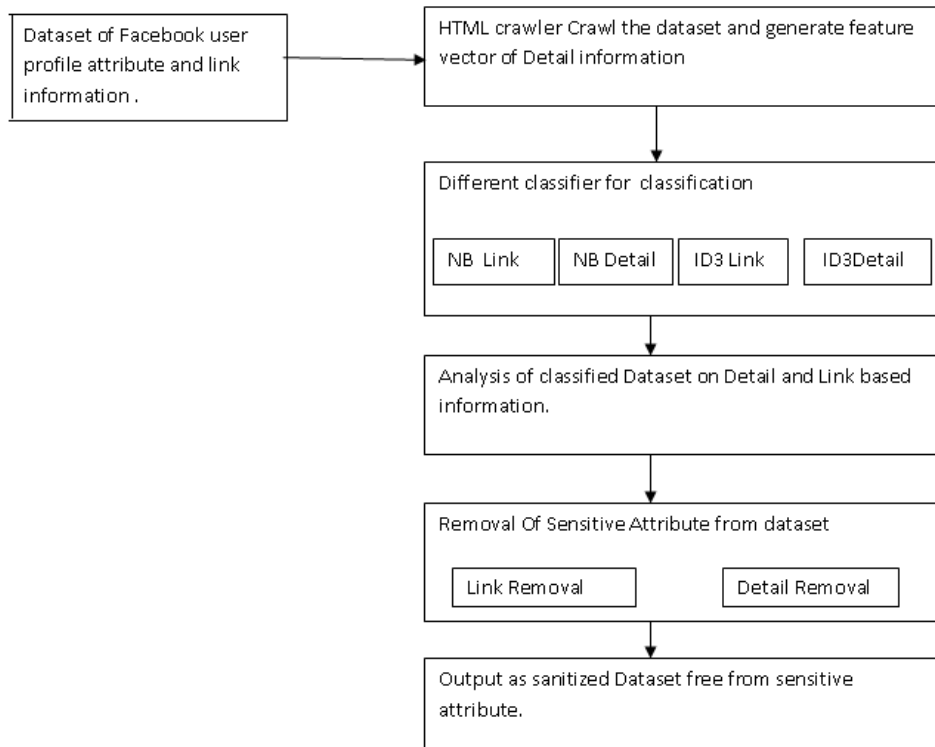 Dataset of Facebook user
profile attribute and link
information .
HTML crawler Crawl the dataset and generate feature
vector of Detail information
Different classifier for classification
NB Link
NB Detail
ID3 Link
ID3Detail
Analysis of classified Dataset on Detail and Link based
information.
Removal Of Sensitive Attribute from dataset
Link Removal
Detail Removal
Output as sanitized Dataset free from sensitive
attribute.